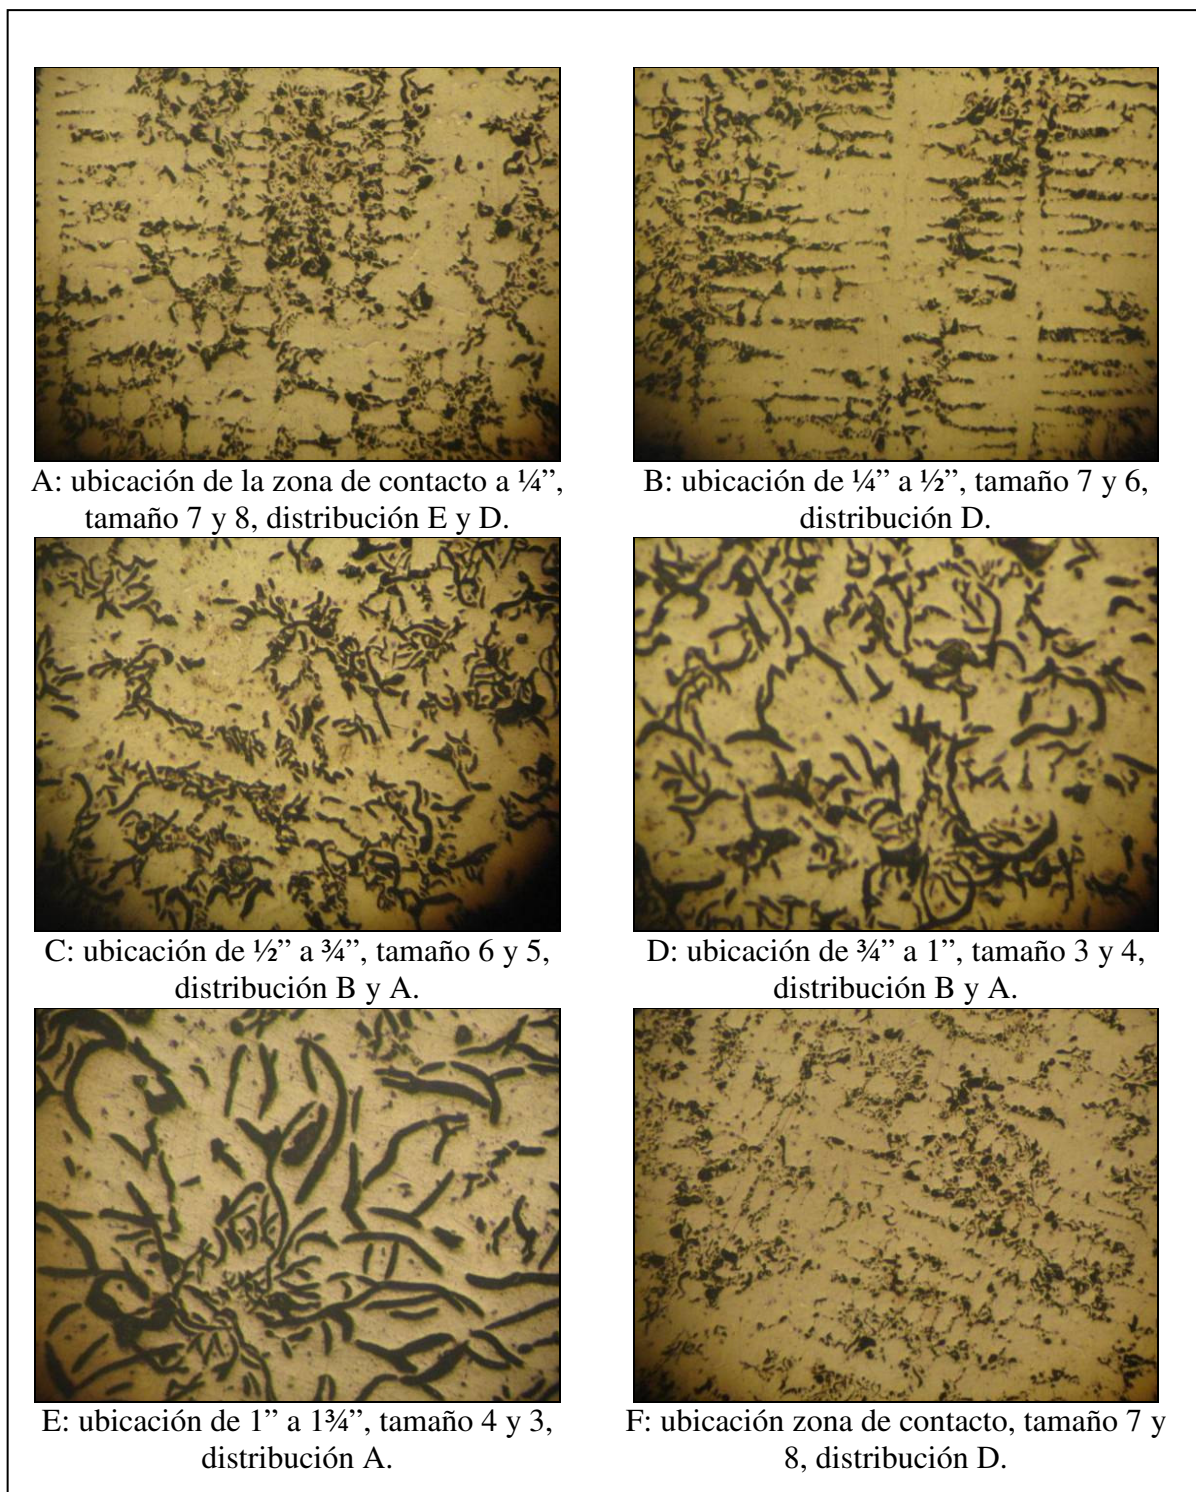 A: ubicación de la zona de contacto a ¼”,
tamaño 7 y 8, distribución E y D.
B: ubicación de ¼” a ½”, tamaño 7 y 6,
distribución D.
C: ubicación de ½” a ¾”, tamaño 6 y 5,
distribución B y A.
D: ubicación de ¾” a 1”, tamaño 3 y 4,
distribución B y A.
E: ubicación de 1” a 1¾”, tamaño 4 y 3,
distribución A.
F: ubicación zona de contacto, tamaño 7 y
8, distribución D.